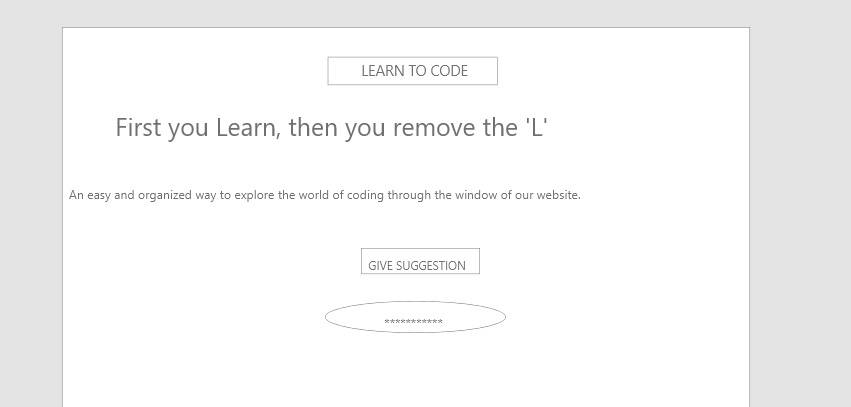 LEARN TO CODE
First you Learn, then you remove the 'L'
An easy and organized way to explore the world of coding through the window of our website.
GIVE SUGGESTION
***********